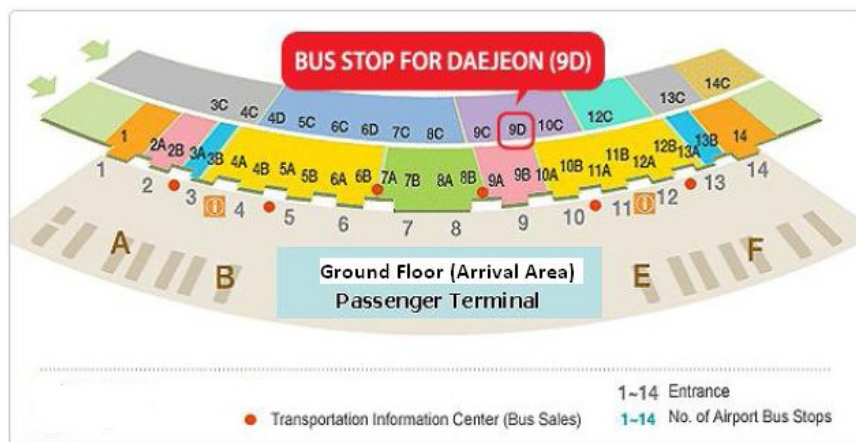 BUS STOP FOR DAEJEON (9D)
3C 4C 4D 5C 6C 6D 7C 8C 9C 9D 10C 12C 13C 14C
1 2A 2B 3A 3B 4A 4B 5A 5B 6A 6B 7A 7B 8A 8B 9A 9B 10A 10B 11A 11B 12A 12B 13A 13B 14
1 2 3 4 5 6 7 8 9 10 11 12 13 14
A B E F
Ground Floor (Arrival Area)
Passenger Terminal
1~14 Entrance
Transportation Information Center (Bus Sales)
1~14 No. of Airport Bus Stops